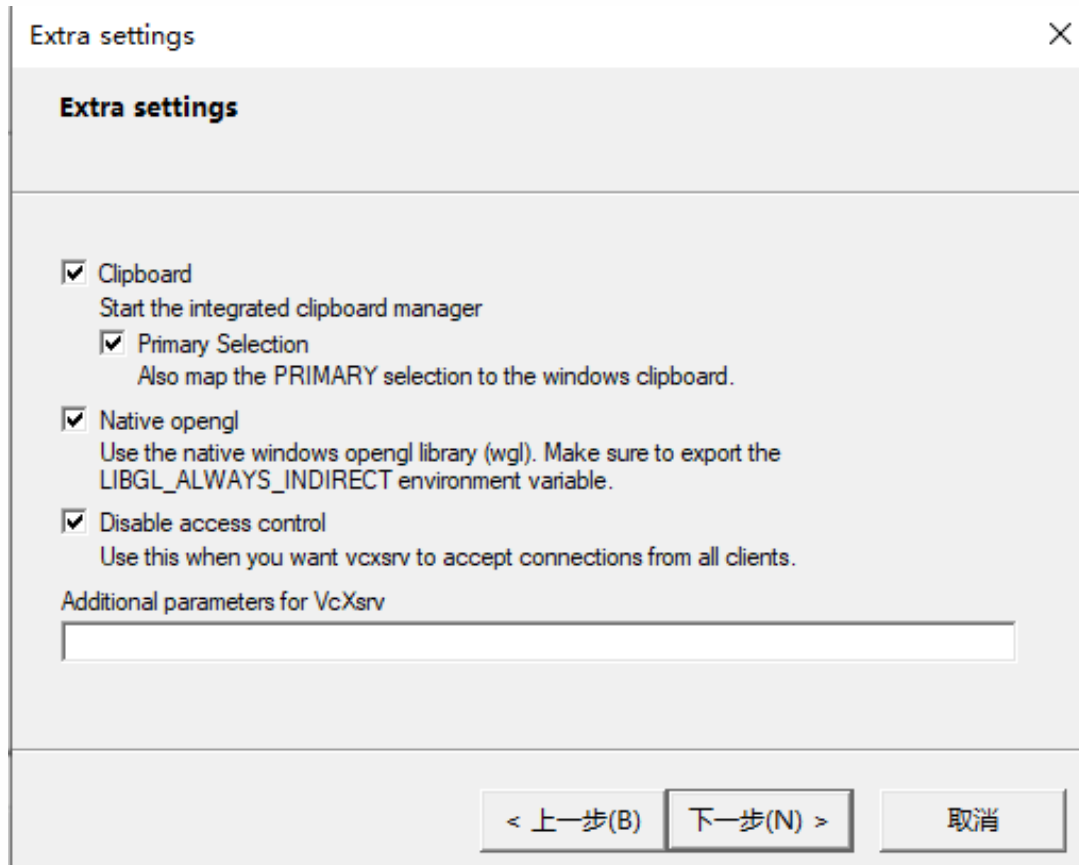 Extra settings
Extra settings
Clipboard
Start the integrated clipboard manager
Primary Selection
Also map the PRIMARY selection to the windows clipboard.
Native opengl
Use the native windows opengl library (wgl). Make sure to export the
LIBGL_ALWAYS_INDIRECT environment variable.
Disable access control
Use this when you want vcxsrv to accept connections from all clients.
Additional parameters for VcXsrv
< 上一步(B) 下一步(N) > 取消